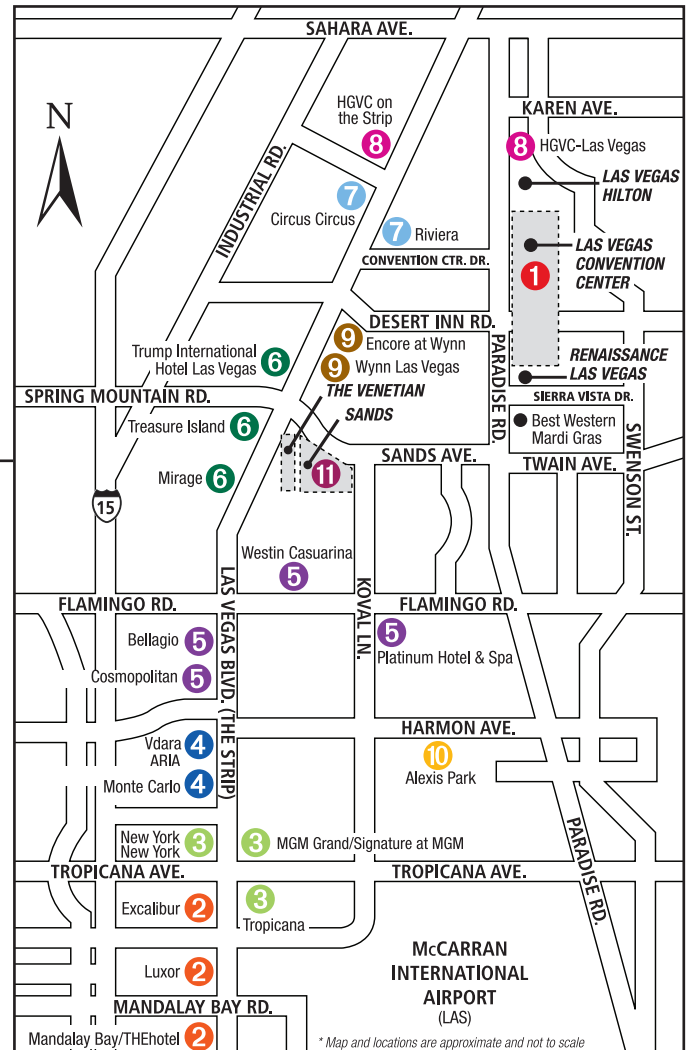 SAHARA AVE.
N
HGVC on
the Strip
8
KAREN AVE.
8 HGVC-Las Vegas
INDUSTRIAL RD.
LAS VEGAS
HILTON
7
Circus Circus
7 Riviera
CONVENTION CTR. DR.
LAS VEGAS
CONVENTION
CENTER
1
DESERT INN RD.
9 Encore at Wynn
9 Wynn Las Vegas
Trump International
Hotel Las Vegas
6
PARADISE RD.
RENAISSANCE
LAS VEGAS
THE VENETIAN
SANDS
SPRING MOUNTAIN RD.
SIERRA VISTA DR.
Treasure Island 6
Best Western
Mardi Gras
SANDS AVE.
TWAIN AVE.
SWENSON ST.
Mirage 6
11
15
Westin Casuarina
5
LAS VEGAS BLVD. (THE STRIP)
KOVAL LN.
FLAMINGO RD.
FLAMINGO RD.
Bellagio 5
5
Platinum Hotel & Spa
Cosmopolitan 5
HARMON AVE.
Vdara
ARIA
4
10
Alexis Park
Monte Carlo 4
New York
New York
3
3 MGM Grand/Signature at MGM
PARADISE RD.
TROPICANA AVE.
TROPICANA AVE.
Excalibur 2
3
Tropicana
McCARRAN
INTERNATIONAL
AIRPORT
(LAS)
Luxor 2
MANDALAY BAY RD.
Mandalay Bay/THEhotel 2
* Map and locations are approximate and not to scale